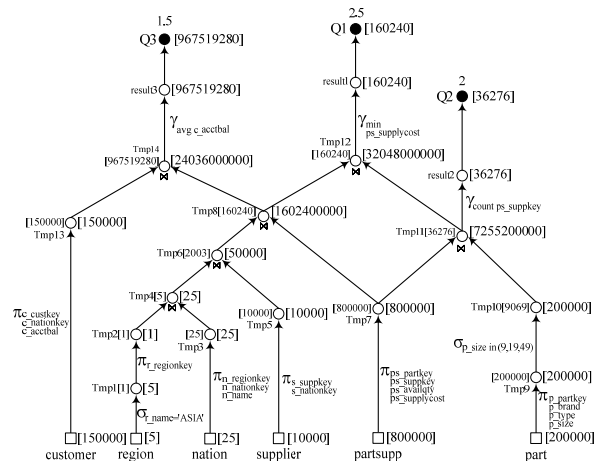 1.5
Q3 [967519280]
2.5
Q1 [160240]
2
Q2 [36276]
result3 [967519280]
result1 [160240]
γavg c_acctbal
γmin ps_supplycost
Tmp14
[967519280] [24036000000]
⋈
Tmp12
[160240] [32048000000]
⋈
result2 [36276]
γcount ps_suppkey
[150000] [150000]
Tmp13
Tmp8[160240] [1602400000]
⋈
Tmp11[36276] [7255200000]
⋈
Tmp6[2003] [50000]
⋈
Tmp4[5] [25]
⋈
[10000] [10000]
Tmp5
[800000] [800000]
Tmp7
Tmp10[9069] [200000]
Tmp2[1] [1]
[25] [25]
Tmp3
πc_custkey
c_nationkey
c_acctbal
πr_regionkey
πn_regionkey
n_nationkey
n_name
πs_suppkey
s_nationkey
πps_partkey
ps_suppkey
ps_availqty
ps_supplycost
σp_size in(9,19,49)
Tmp1[1] [5]
[200000] [200000]
Tmp9
σr_name='ASIA'
πp_partkey
p_brand
p_type
p_size
[150000] [5] [25] [10000] [800000] [200000]
customer region nation supplier partsupp part